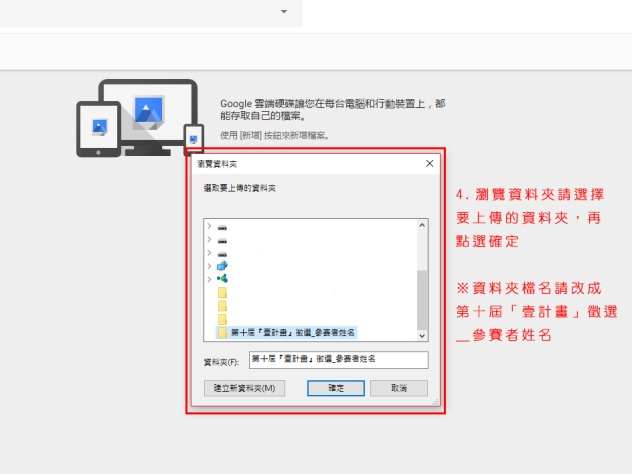 Google 雲端硬碟讓您在每台電腦和行動裝置上，都
能存取自己的檔案。
使用 [新增] 按鈕來新增檔案。
瀏覽資料夾
選取要上傳的資料夾
第十屆『壹計畫』徵選_參賽者姓名
資料夾(F):
第十屆『壹計畫』徵選_參賽者姓名
建立新資料夾(M)
確定
取消
4. 瀏覽資料夾請選擇
要上傳的資料夾，再
點選確定
※資料夾檔名請改成
第十屆「壹計畫」徵選
＿參賽者姓名